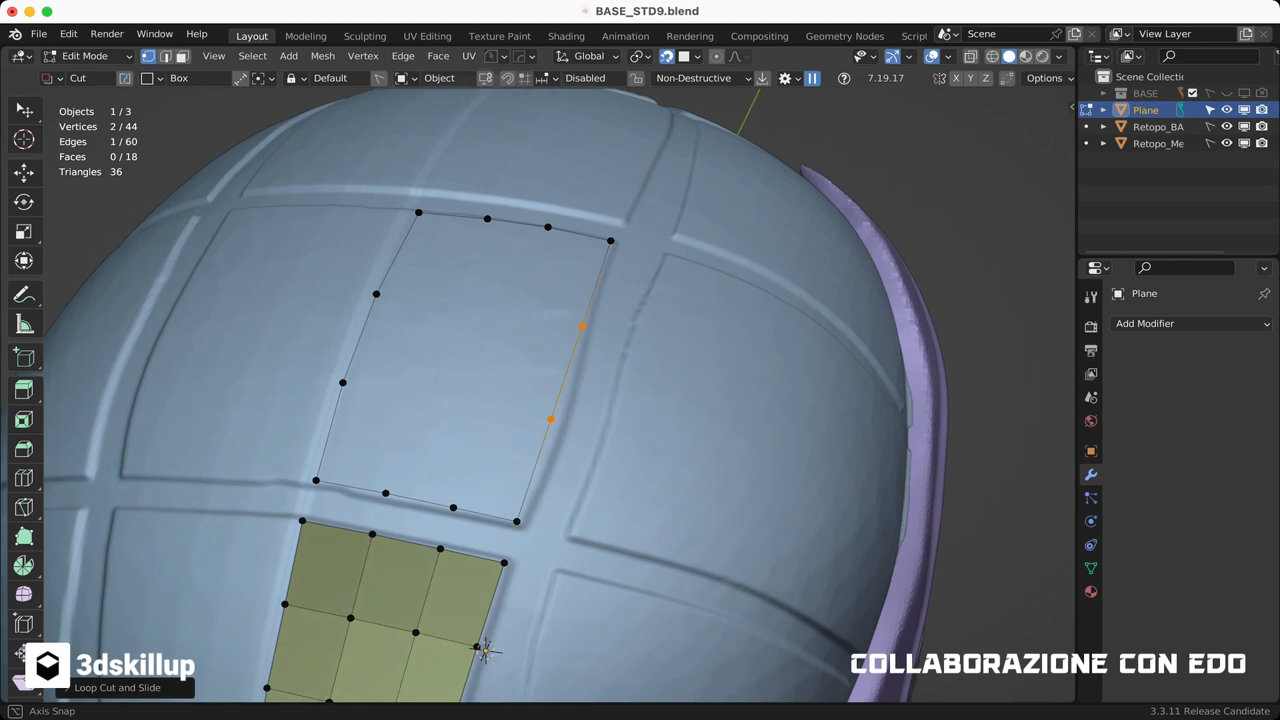 BASE_STD9.blend
File Edit Render Window Help Layout Modeling Sculpting UV Editing Texture Paint Shading Animation Rendering Compositing Geometry Nodes Script Scene View Layer
Edit Mode View Select Add Mesh Vertex Edge Face UV Global
Cut Box Default Object Disabled Non-Destructive 7.19.17 X Y Z Options
Scene Collectic
BASE
Plane
Retopo_BA
Retopo_Me
Objects 1 / 3
Vertices 2 / 44
Edges 1 / 60
Faces 0 / 18
Triangles 36
Plane
Add Modifier
3dskillup
COLLABORAZIONE CON EDO
Loop Cut and Slide
Axis Snap
3.3.11 Release Candidate